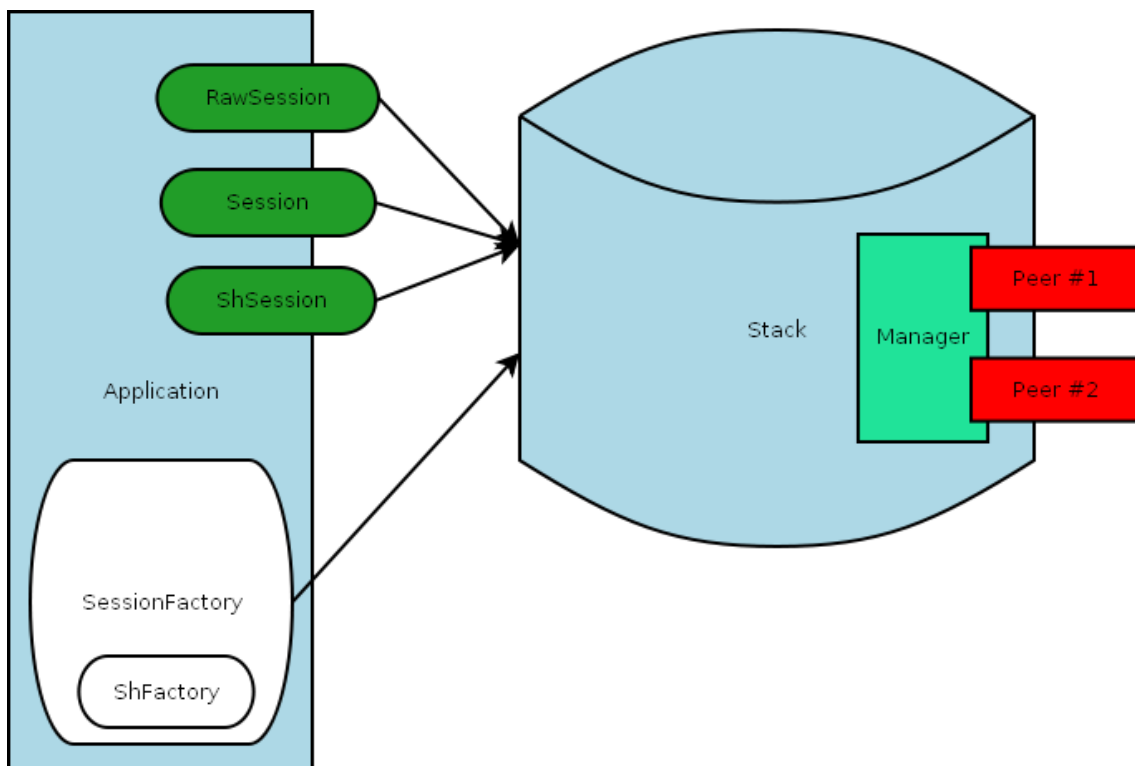 RawSession
Session
ShSession
Application
SessionFactory
ShFactory
Stack
Manager
Peer #1
Peer #2